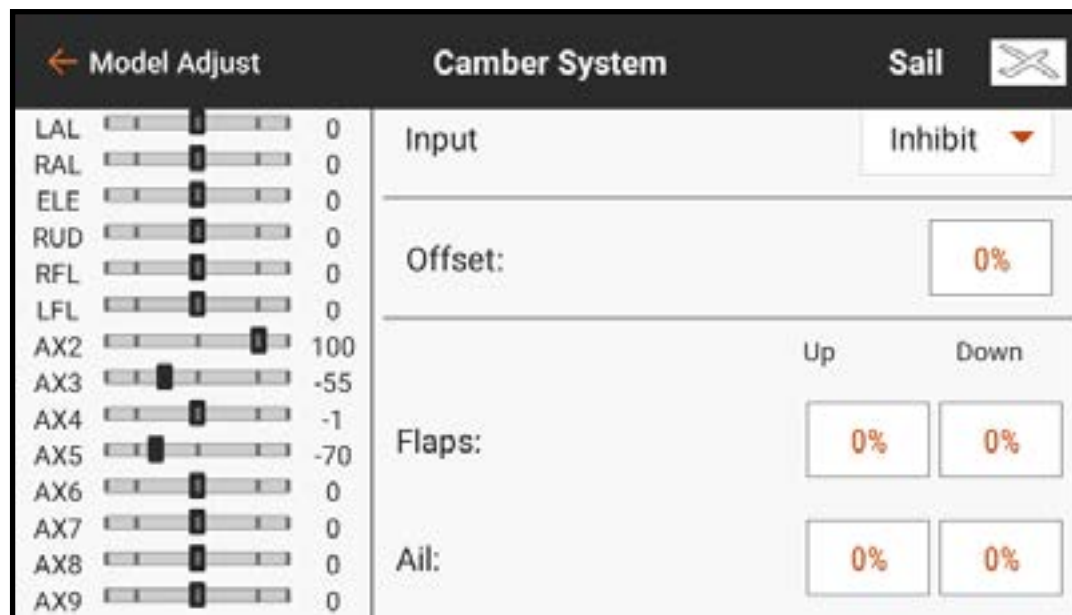 ← Model Adjust Camber System Sail
LAL 0
RAL 0
ELE 0
RUD 0
RFL 0
LFL 0
AX2 100
AX3 -55
AX4 -1
AX5 -70
AX6 0
AX7 0
AX8 0
AX9 0
Input Inhibit
Offset: 0%
Up Down
Flaps: 0% 0%
Ail: 0% 0%